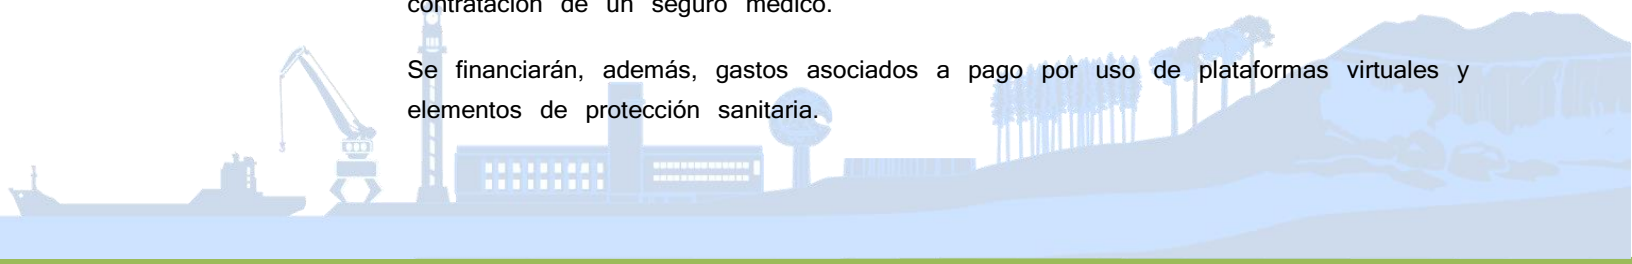 contratación de un seguro médico.
Se financiarán, además, gastos asociados a pago por uso de plataformas virtuales y
elementos de protección sanitaria.